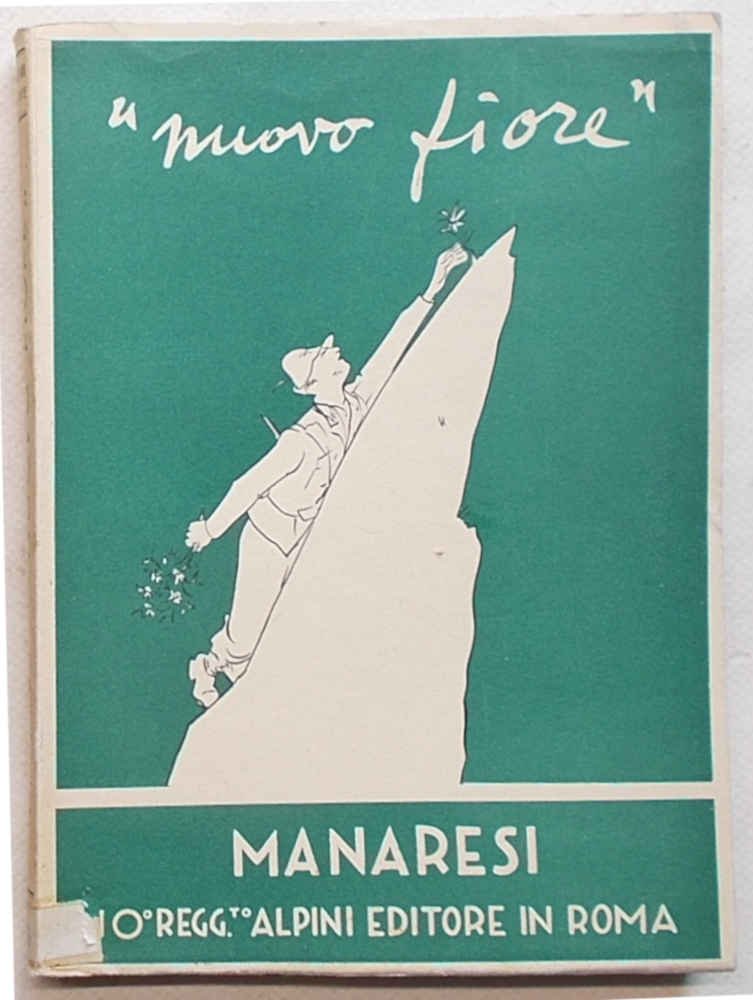 "nuovo fiore"
MANARESI
10° REGG.TO ALPINI EDITORE IN ROMA